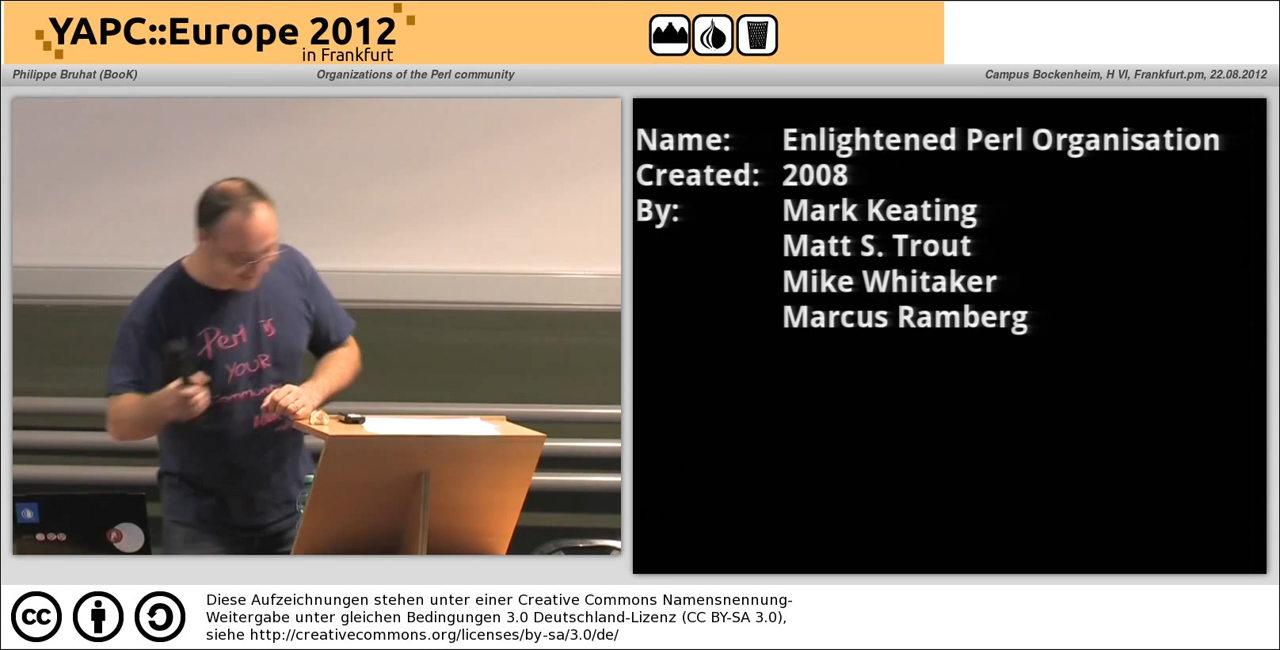 YAPC::Europe 2012
in Frankfurt
Philippe Bruhat (BooK)
Organizations of the Perl community
Campus Bockenheim, H VI, Frankfurt.pm, 22.08.2012
Perl is
YOUR
Name: Enlightened Perl Organisation
Created: 2008
By: Mark Keating
Matt S. Trout
Mike Whitaker
Marcus Ramberg
cc
Diese Aufzeichnungen stehen unter einer Creative Commons Namensnennung-
Weitergabe unter gleichen Bedingungen 3.0 Deutschland-Lizenz (CC BY-SA 3.0),
siehe http://creativecommons.org/licenses/by-sa/3.0/de/